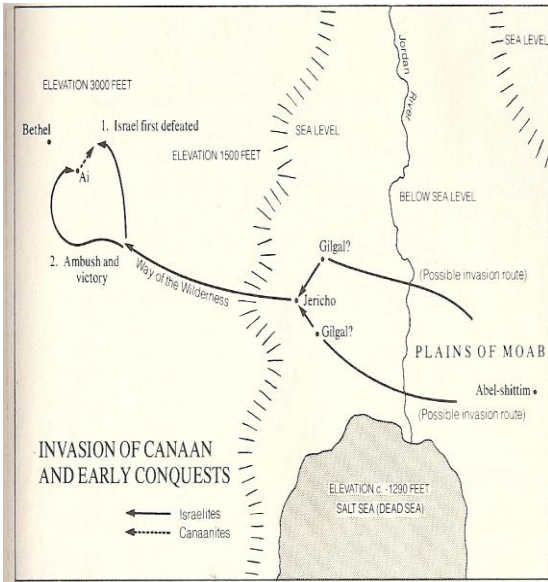 SEA LEVEL
Jordan River
ELEVATION 3000 FEET
1. Israel first defeated
Bethel
SEA LEVEL
ELEVATION 1500 FEET
Ai
BELOW SEA LEVEL
Gilgal?
2. Ambush and
victory
(Possible invasion route)
Way of the Wilderness
Jericho
Gilgal?
PLAINS OF MOAB
Abel-shittim
(Possible invasion route)
INVASION OF CANAAN
AND EARLY CONQUESTS
ELEVATION c. -1290 FEET
SALT SEA (DEAD SEA)
Israelites
Canaanites